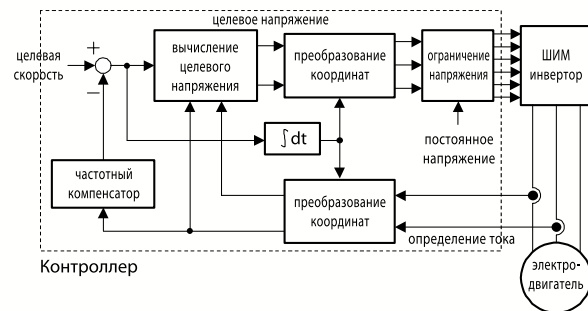 целевое напряжение
целевая
скорость
+
−
вычисление
целевого
напряжения
преобразование
координат
ограничение
напряжения
ШИМ
инвертор
∫dt
постоянное
напряжение
частотный
компенсатор
преобразование
координат
определение тока
Контроллер
электро-
двигатель